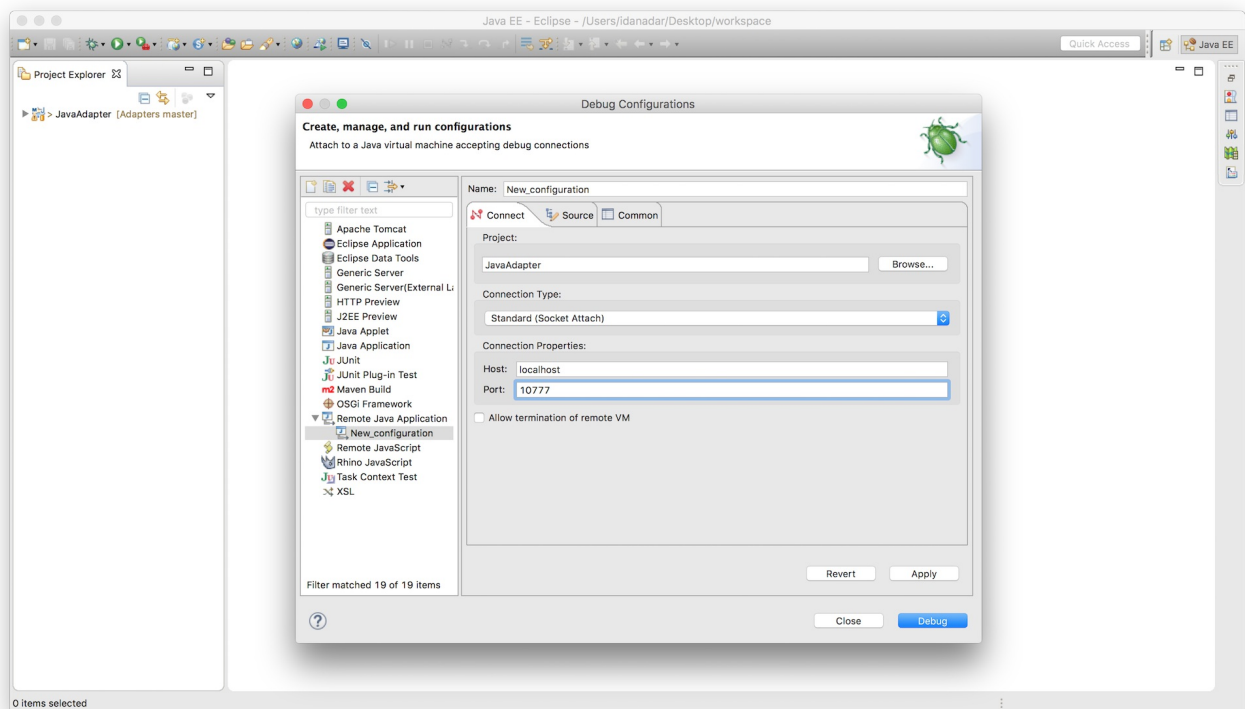 Java EE - Eclipse - /Users/idanadar/Desktop/workspace
Quick Access
Java EE
Project Explorer
> JavaAdapter [Adapters master]
Debug Configurations
Create, manage, and run configurations
Attach to a Java virtual machine accepting debug connections
type filter text
Apache Tomcat
Eclipse Application
Eclipse Data Tools
Generic Server
Generic Server(External La
HTTP Preview
J2EE Preview
Java Applet
Java Application
Ju JUnit
Jü JUnit Plug-in Test
m2 Maven Build
OSGi Framework
Remote Java Application
New_configuration
Remote JavaScript
Rhino JavaScript
Ju Task Context Test
XSL
Filter matched 19 of 19 items
Name: New_configuration
Connect Source Common
Project:
JavaAdapter Browse...
Connection Type:
Standard (Socket Attach)
Connection Properties:
Host: localhost
Port: 10777
Allow termination of remote VM
Revert Apply
? Close Debug
0 items selected